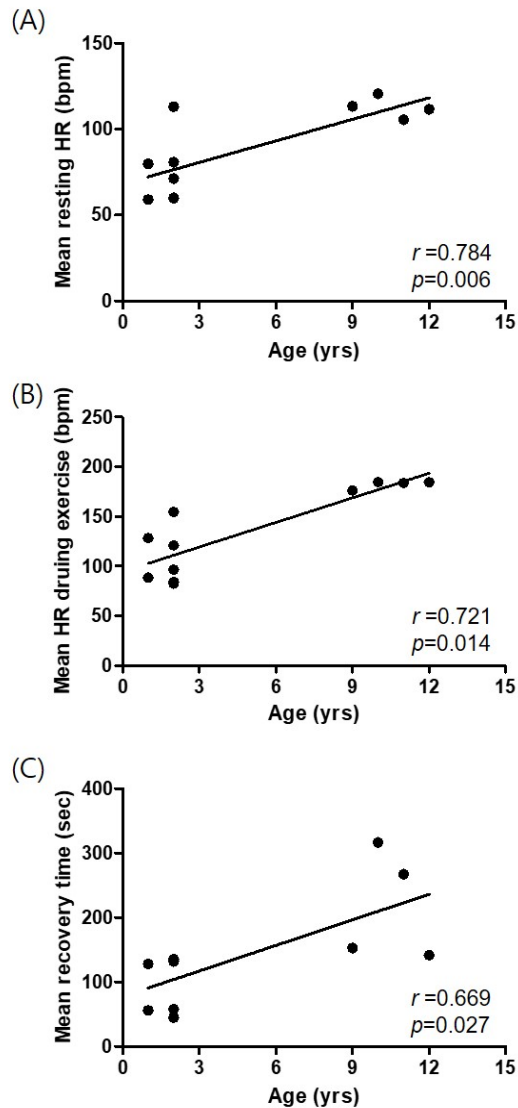 (A)
Mean resting HR (bpm)
150
100
50
0
0 3 6 9 12 15
Age (yrs)
r =0.784
p=0.006
(B)
Mean HR druing exercise (bpm)
250
200
150
100
50
0
0 3 6 9 12 15
Age (yrs)
r =0.721
p=0.014
(C)
Mean recovery time (sec)
400
300
200
100
0
0 3 6 9 12 15
Age (yrs)
r =0.669
p=0.027